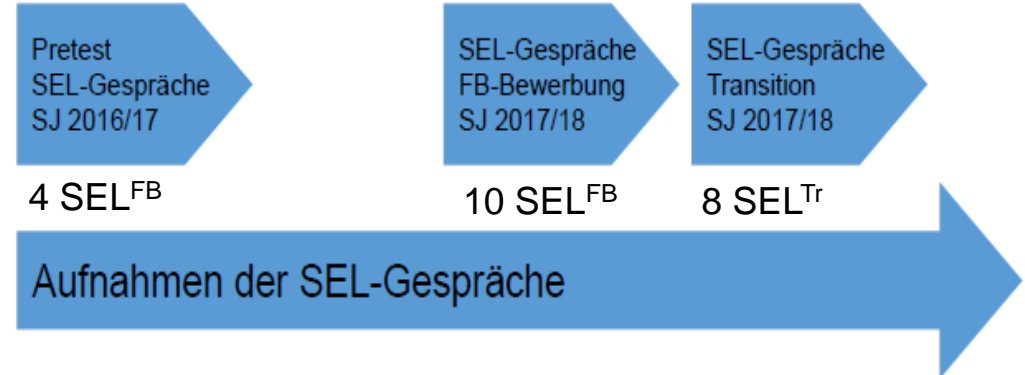 Pretest
SEL-Gespräche
SJ 2016/17
SEL-Gespräche
FB-Bewerbung
SJ 2017/18
SEL-Gespräche
Transition
SJ 2017/18
4 SELFB
10 SELFB
8 SELTr
Aufnahmen der SEL-Gespräche